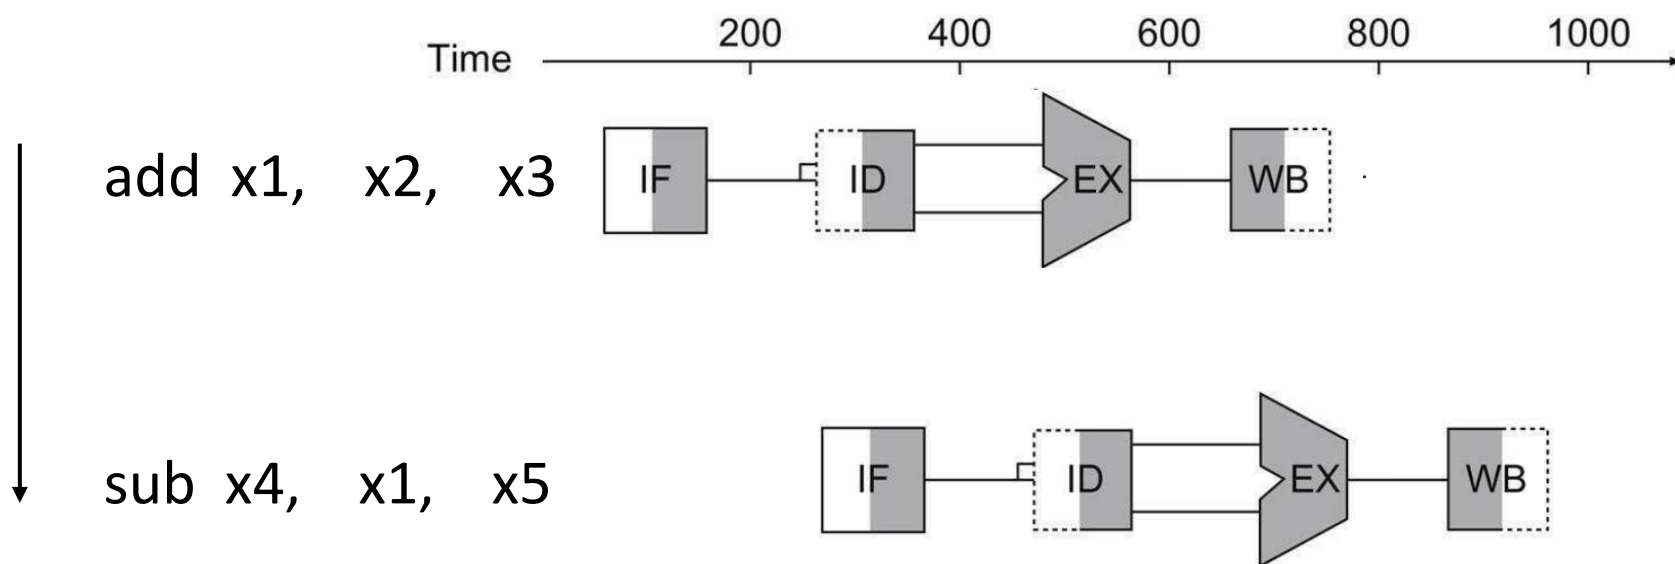 200 400 600 800 1000
Time
add x1, x2, x3 IF ID EX WB
sub x4, x1, x5 IF ID EX WB